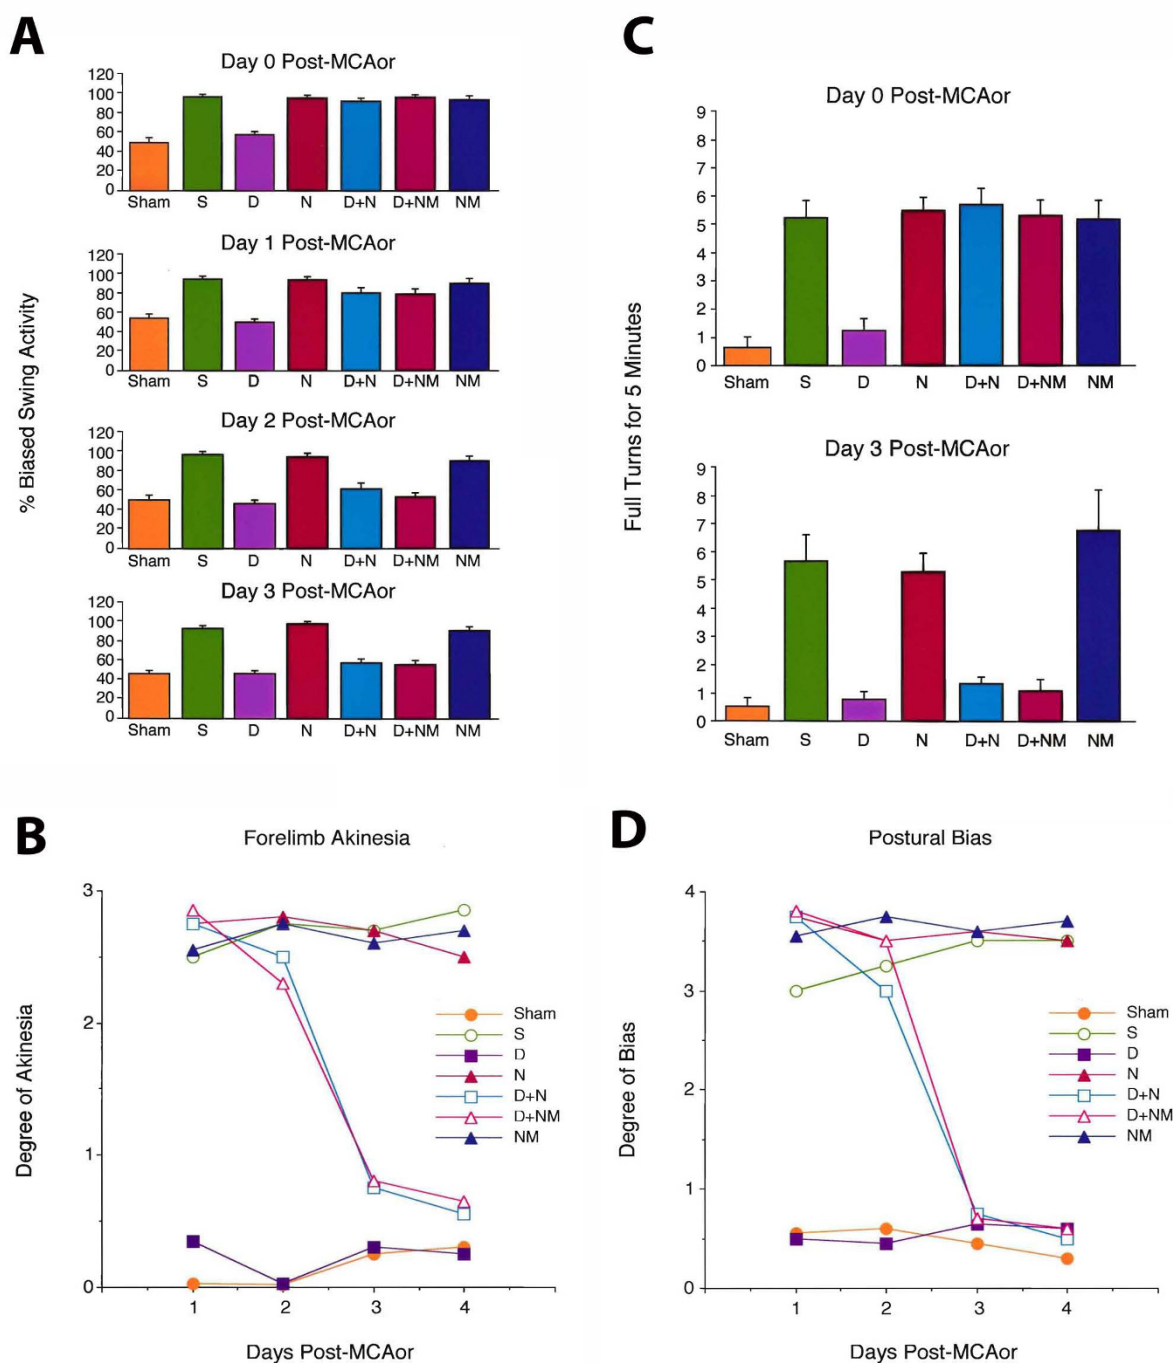 A
% Biased Swing Activity
Day 0 Post-MCAor
120
100
80
60
40
20
0
Sham S D N D+N D+NM NM
Day 1 Post-MCAor
120
100
80
60
40
20
0
Sham S D N D+N D+NM NM
Day 2 Post-MCAor
120
100
80
60
40
20
0
Sham S D N D+N D+NM NM
Day 3 Post-MCAor
120
100
80
60
40
20
0
Sham S D N D+N D+NM NM
C
Full Turns for 5 Minutes
Day 0 Post-MCAor
9
8
7
6
5
4
3
2
1
0
Sham S D N D+N D+NM NM
Day 3 Post-MCAor
9
8
7
6
5
4
3
2
1
0
Sham S D N D+N D+NM NM
B
Forelimb Akinesia
Degree of Akinesia
3
2
1
0
Sham
S
D
N
D+N
D+NM
NM
1 2 3 4
Days Post-MCAor
D
Postural Bias
Degree of Bias
4
3
2
1
0
Sham
S
D
N
D+N
D+NM
NM
1 2 3 4
Days Post-MCAor